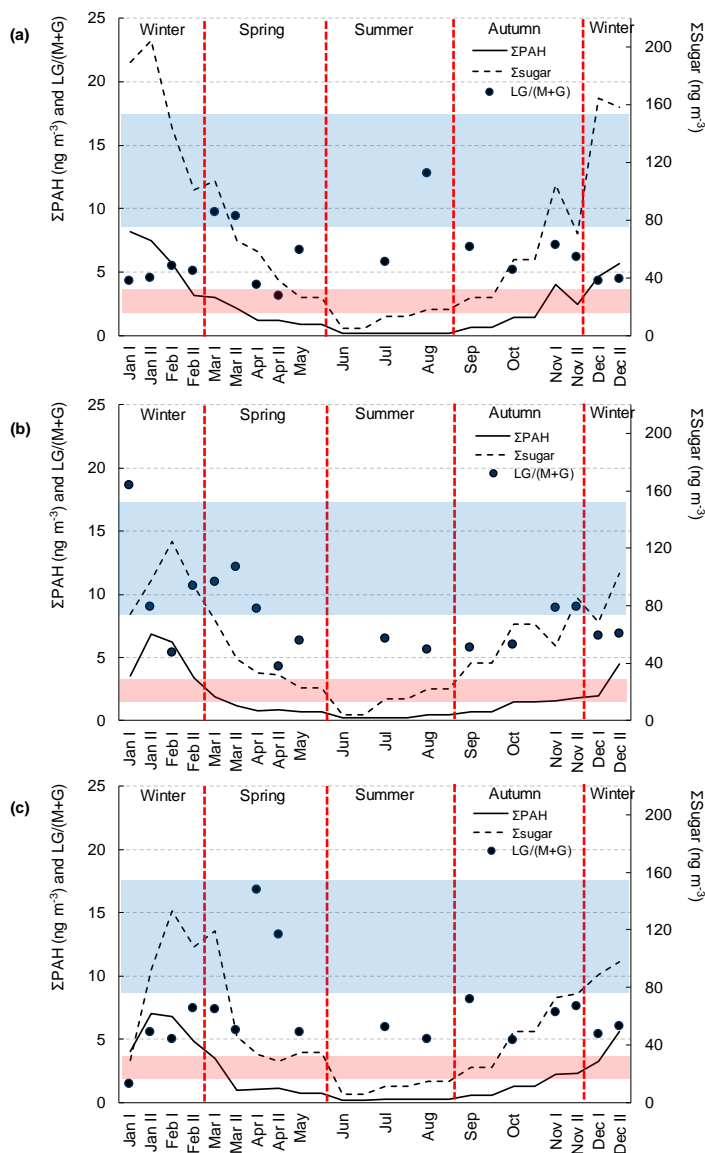 (a)
Winter Spring Summer Autumn Winter
ΣPAH
Σsugar
LG/(M+G)
ΣPAH (ng m-3) and LG/(M+G)
25
20
15
10
5
0
ΣSugar (ng m-3)
200
160
120
80
40
0
Jan I
Jan II
Feb I
Feb II
Mar I
Mar II
Apr I
Apr II
May
Jun
Jul
Aug
Sep
Oct
Nov I
Nov II
Dec I
Dec II
(b)
Winter Spring Summer Autumn Winter
ΣPAH
Σsugar
LG/(M+G)
ΣPAH (ng m-3) and LG/(M+G)
25
20
15
10
5
0
ΣSugar (ng m-3)
200
160
120
80
40
0
Jan I
Jan II
Feb I
Feb II
Mar I
Mar II
Apr I
Apr II
May
Jun
Jul
Aug
Sep
Oct
Nov I
Nov II
Dec I
Dec II
(c)
Winter Spring Summer Autumn Winter
ΣPAH
Σsugar
LG/(M+G)
ΣPAH (ng m-3) and LG/(M+G)
25
20
15
10
5
0
ΣSugar (ng m-3)
200
160
120
80
40
0
Jan I
Jan II
Feb I
Feb II
Mar I
Mar II
Apr I
Apr II
May
Jun
Jul
Aug
Sep
Oct
Nov I
Nov II
Dec I
Dec II